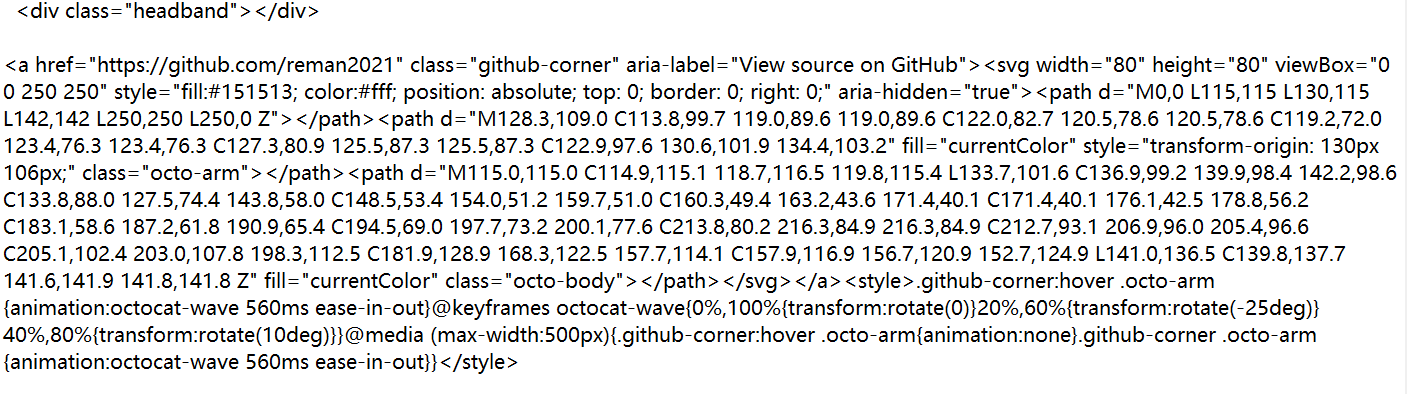 <div class="headband"></div>
<a href="https://github.com/reman2021" class="github-corner" aria-label="View source on GitHub"><svg width="80" height="80" viewBox="0
0 250 250" style="fill:#151513; color:#fff; position: absolute; top: 0; border: 0; right: 0;" aria-hidden="true"><path d="M0,0 L115,115 L130,115
L142,142 L250,250 L250,0 Z"></path><path d="M128.3,109.0 C113.8,99.7 119.0,89.6 119.0,89.6 C122.0,82.7 120.5,78.6 120.5,78.6 C119.2,72.0
123.4,76.3 123.4,76.3 C127.3,80.9 125.5,87.3 125.5,87.3 C122.9,97.6 130.6,101.9 134.4,103.2" fill="currentColor" style="transform-origin: 130px
106px;" class="octo-arm"></path><path d="M115.0,115.0 C114.9,115.1 118.7,116.5 119.8,115.4 L133.7,101.6 C136.9,99.2 139.9,98.4 142.2,98.6
C133.8,88.0 127.5,74.4 143.8,58.0 C148.5,53.4 154.0,51.2 159.7,51.0 C160.3,49.4 163.2,43.6 171.4,40.1 C171.4,40.1 176.1,42.5 178.8,56.2
C183.1,58.6 187.2,61.8 190.9,65.4 C194.5,69.0 197.7,73.2 200.1,77.6 C213.8,80.2 216.3,84.9 216.3,84.9 C212.7,93.1 206.9,96.0 205.4,96.6
C205.1,102.4 203.0,107.8 198.3,112.5 C181.9,128.9 168.3,122.5 157.7,114.1 C157.9,116.9 156.7,120.9 152.7,124.9 L141.0,136.5 C139.8,137.7
141.6,141.9 141.8,141.8 Z" fill="currentColor" class="octo-body"></path></svg></a><style>.github-corner:hover .octo-arm
{animation:octocat-wave 560ms ease-in-out}@keyframes octocat-wave{0%,100%{transform:rotate(0)}20%,60%{transform:rotate(-25deg)}
40%,80%{transform:rotate(10deg)}}@media (max-width:500px){.github-corner:hover .octo-arm{animation:none}.github-corner .octo-arm
{animation:octocat-wave 560ms ease-in-out}}</style>